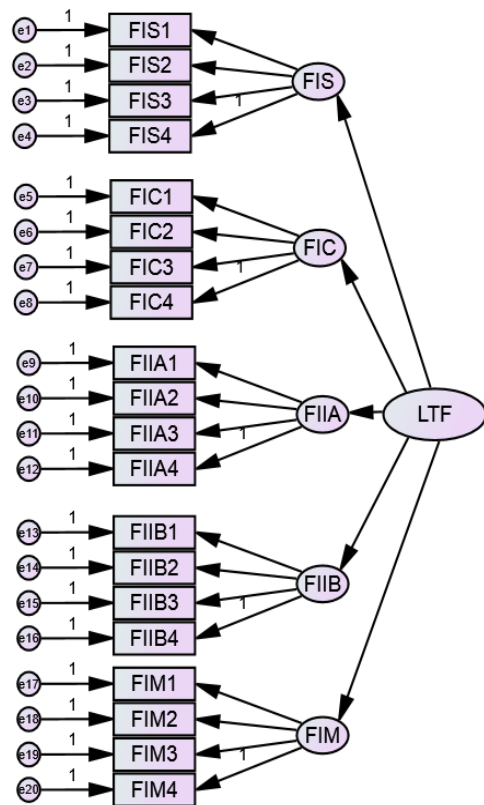 e1 1 FIS1
e2 1 FIS2
FIS
e3 1 FIS3 1
e4 1 FIS4
e5 1 FIC1
e6 1 FIC2
FIC
e7 1 FIC3 1
e8 1 FIC4
e9 1 FIIA1
e10 1 FIIA2
FIIA LTF
e11 1 FIIA3 1
e12 1 FIIA4
e13 1 FIIB1
e14 1 FIIB2
FIIB
e15 1 FIIB3 1
e16 1 FIIB4
e17 1 FIM1
e18 1 FIM2
FIM
e19 1 FIM3 1
e20 1 FIM4